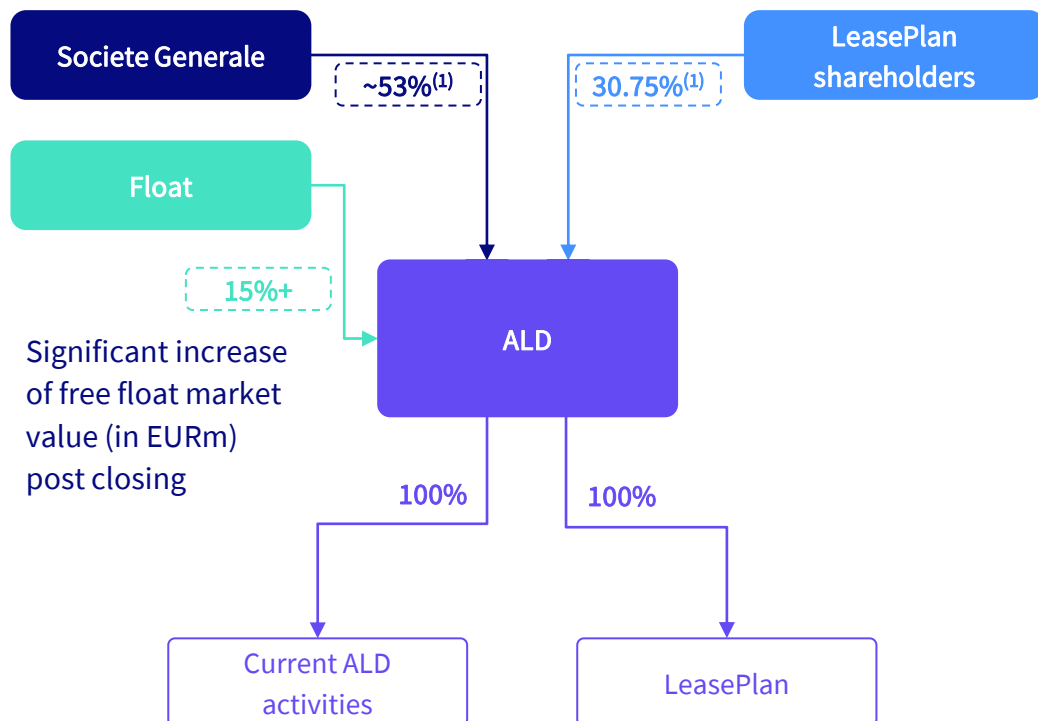 Societe Generale
LeasePlan
shareholders
~53%(1)
30.75%(1)
Float
15%+
ALD
Significant increase
of free float market
value (in EURm)
post closing
100%
100%
Current ALD
activities
LeasePlan